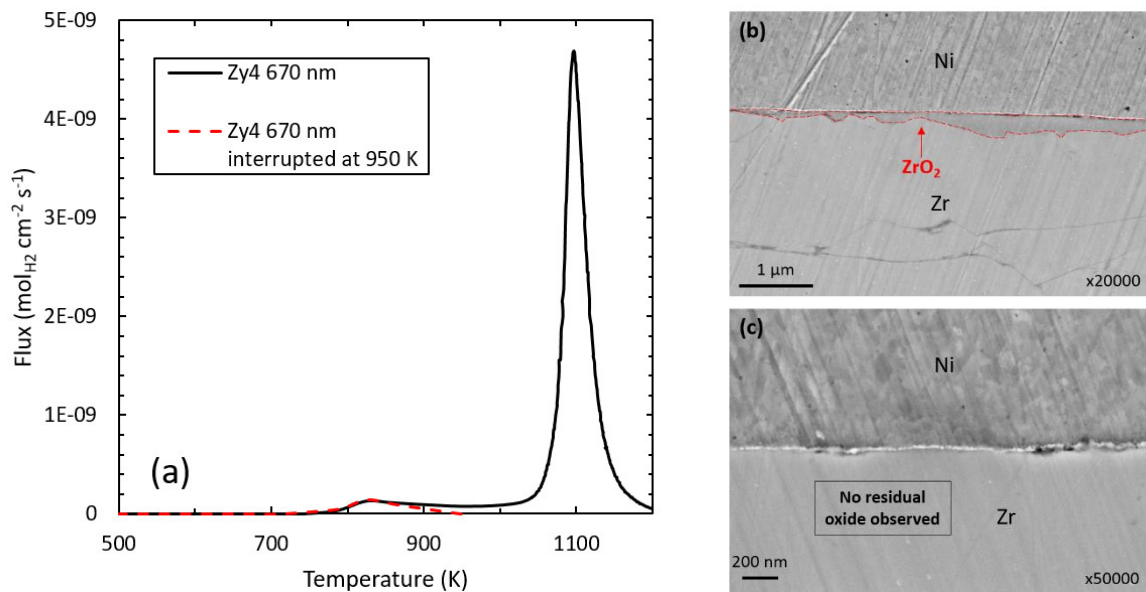 5E-09
4E-09
3E-09
2E-09
1E-09
0
Flux (mol_H2 cm⁻² s⁻¹)
Zy4 670 nm
Zy4 670 nm
interrupted at 950 K
(a)
500
700
900
1100
Temperature (K)
(b)
Ni
ZrO₂
Zr
1 µm
x20000
(c)
Ni
No residual
oxide observed
Zr
200 nm
x50000